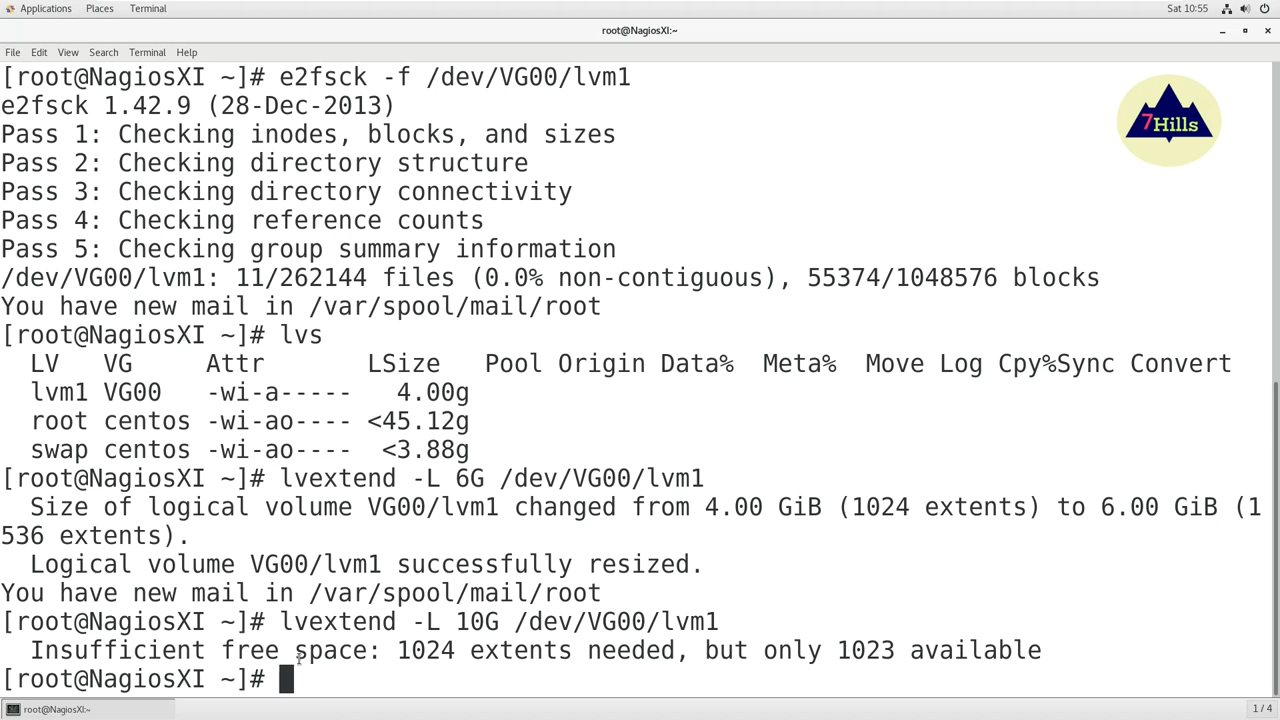 Applications Places Terminal Sat 10:55
root@NagiosXI:~
File Edit View Search Terminal Help
[root@NagiosXI ~]# e2fsck -f /dev/VG00/lvm1
e2fsck 1.42.9 (28-Dec-2013)
Pass 1: Checking inodes, blocks, and sizes
Pass 2: Checking directory structure
Pass 3: Checking directory connectivity
Pass 4: Checking reference counts
Pass 5: Checking group summary information
/dev/VG00/lvm1: 11/262144 files (0.0% non-contiguous), 55374/1048576 blocks
You have new mail in /var/spool/mail/root
[root@NagiosXI ~]# lvs
LV VG Attr LSize Pool Origin Data% Meta% Move Log Cpy%Sync Convert
lvm1 VG00 -wi-a----- 4.00g
root centos -wi-ao---- <45.12g
swap centos -wi-ao---- <3.88g
[root@NagiosXI ~]# lvextend -L 6G /dev/VG00/lvm1
Size of logical volume VG00/lvm1 changed from 4.00 GiB (1024 extents) to 6.00 GiB (1
536 extents).
Logical volume VG00/lvm1 successfully resized.
You have new mail in /var/spool/mail/root
[root@NagiosXI ~]# lvextend -L 10G /dev/VG00/lvm1
Insufficient free space: 1024 extents needed, but only 1023 available
[root@NagiosXI ~]#
7Hills
root@NagiosXI:~ 1 / 4